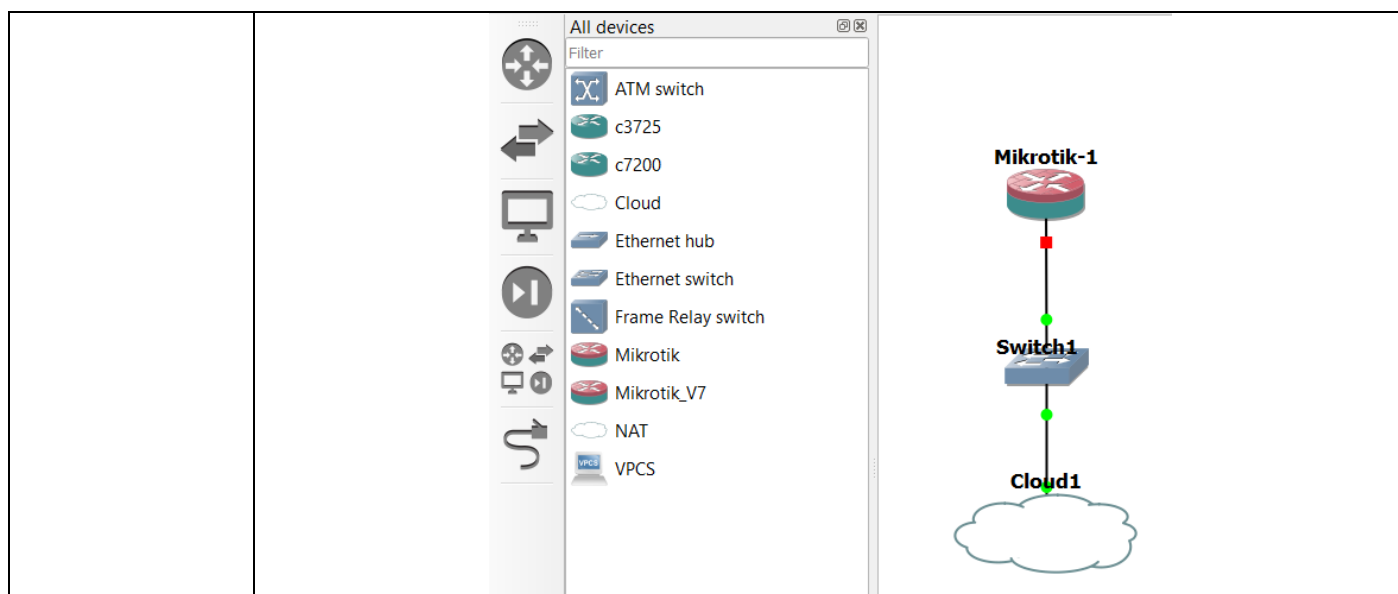 All devices
Filter
ATM switch
c3725
c7200
Cloud
Ethernet hub
Ethernet switch
Frame Relay switch
Mikrotik
Mikrotik_V7
NAT
VPCS
VPCS
Mikrotik-1
Switch1
Cloud1